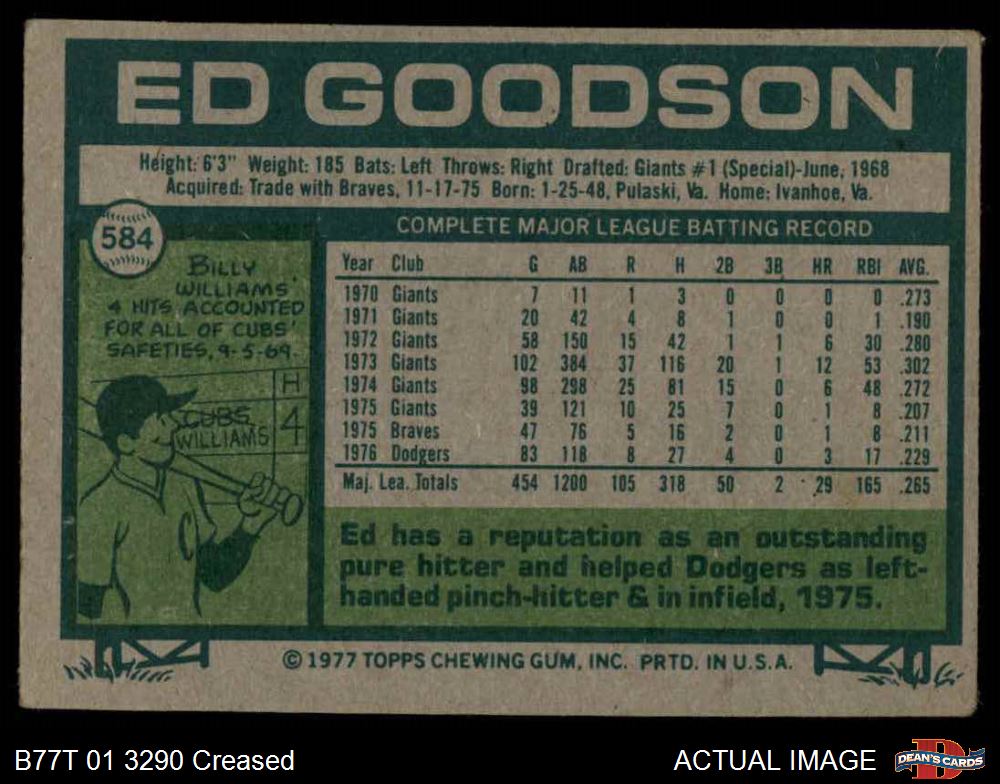 ED GOODSON
Height: 6'3" Weight: 185 Bats: Left Throws: Right Drafted: Giants #1 (Special)-June, 1968
Acquired: Trade with Braves, 11-17-75 Born: 1-25-48, Pulaski, Va. Home: Ivanhoe, Va.
584
BILLY
WILLIAMS'
4 HITS ACCOUNTED
FOR ALL OF CUBS'
SAFETIES, 9-5-69.
H
CUBS
WILLIAMS 4
C
COMPLETE MAJOR LEAGUE BATTING RECORD
Year Club G AB R H 2B 3B HR RBI AVG.
1970 Giants 7 11 1 3 0 0 0 0 .273
1971 Giants 20 42 4 8 1 0 0 1 .190
1972 Giants 58 150 15 42 1 1 6 30 .280
1973 Giants 102 384 37 116 20 1 12 53 .302
1974 Giants 98 298 25 81 15 0 6 48 .272
1975 Giants 39 121 10 25 7 0 1 8 .207
1975 Braves 47 76 5 16 2 0 1 8 .211
1976 Dodgers 83 118 8 27 4 0 3 17 .229
Maj. Lea. Totals 454 1200 105 318 50 2 29 165 .265
Ed has a reputation as an outstanding
pure hitter and helped Dodgers as left-
handed pinch-hitter & in infield, 1975.
© 1977 TOPPS CHEWING GUM, INC. PRTD. IN U.S.A.
B77T 01 3290 Creased
ACTUAL IMAGE
D
DEAN'S CARDS